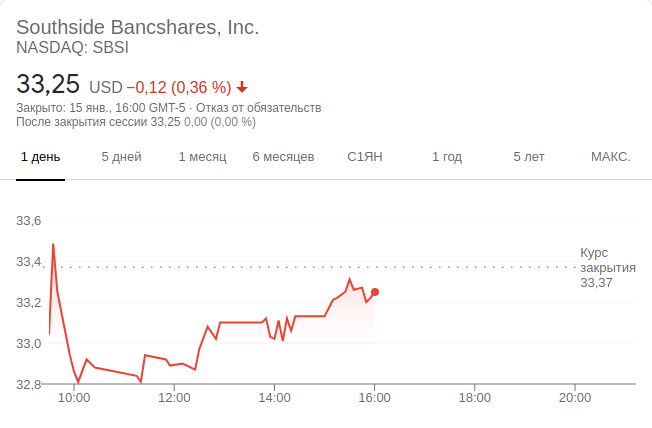 Southside Bancshares, Inc.
NASDAQ: SBSI
33,25 USD −0,12 (0,36 %)
Закрыто: 15 янв., 16:00 GMT-5 · Отказ от обязательств
После закрытия сессии 33,25 0,00 (0,00 %)
1 день 5 дней 1 месяц 6 месяцев С1ЯН 1 год 5 лет МАКС.
33,6
33,4
33,2
33,0
32,8
Курс
закрытия
33,37
10:00 12:00 14:00 16:00 18:00 20:00